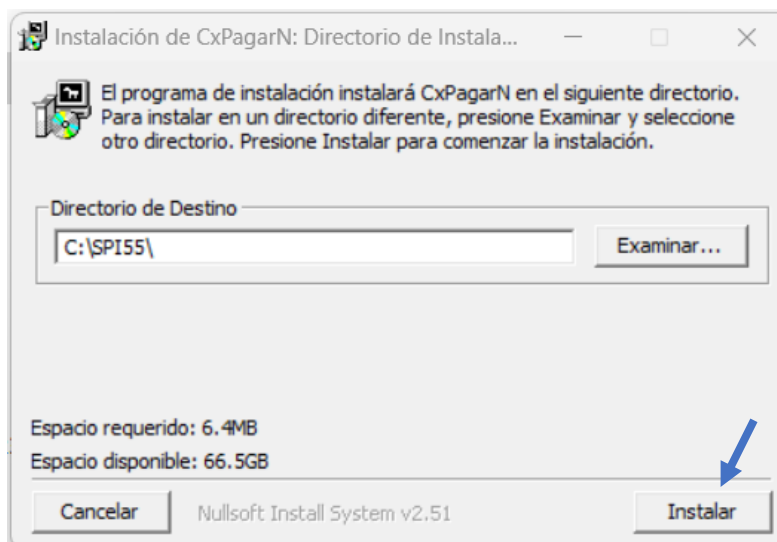 Instalación de CxPagarN: Directorio de Instala...
El programa de instalación instalará CxPagarN en el siguiente directorio.
Para instalar en un directorio diferente, presione Examinar y seleccione
otro directorio. Presione Instalar para comenzar la instalación.
Directorio de Destino
C:\SPI55\
Examinar...
Espacio requerido: 6.4MB
Espacio disponible: 66.5GB
Cancelar
Nullsoft Install System v2.51
Instalar